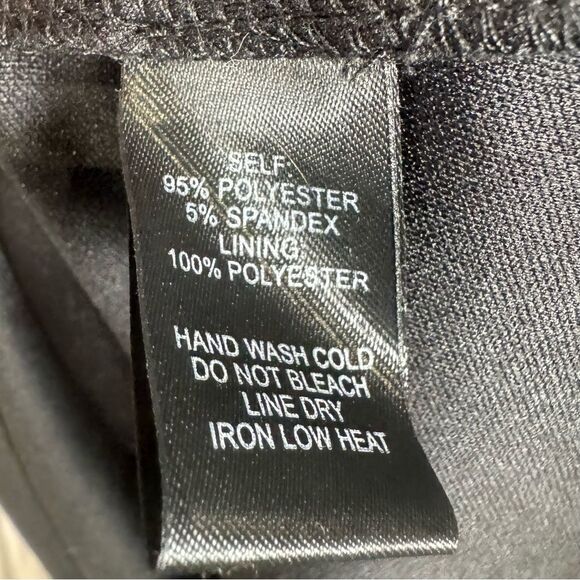 SELF:
95% POLYESTER
5% SPANDEX
LINING
100% POLYESTER
HAND WASH COLD
DO NOT BLEACH
LINE DRY
IRON LOW HEAT